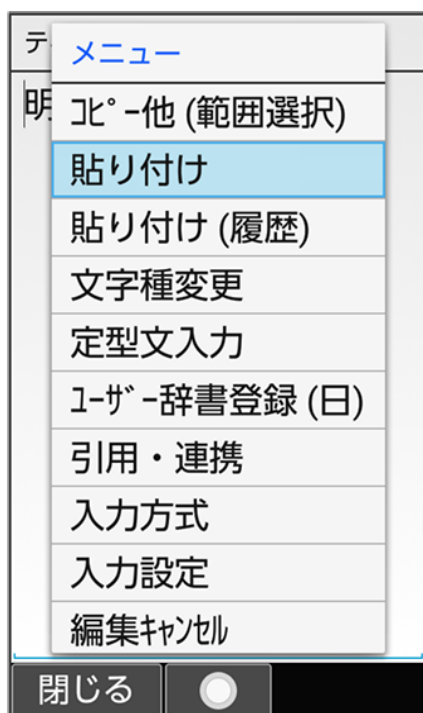 テ
メニュー
明
ｺﾋﾟｰ他 (範囲選択)
貼り付け
貼り付け (履歴)
文字種変更
定型文入力
ﾕｰｻﾞｰ辞書登録 (日)
引用・連携
入力方式
入力設定
編集ｷｬﾝｾﾙ
閉じる